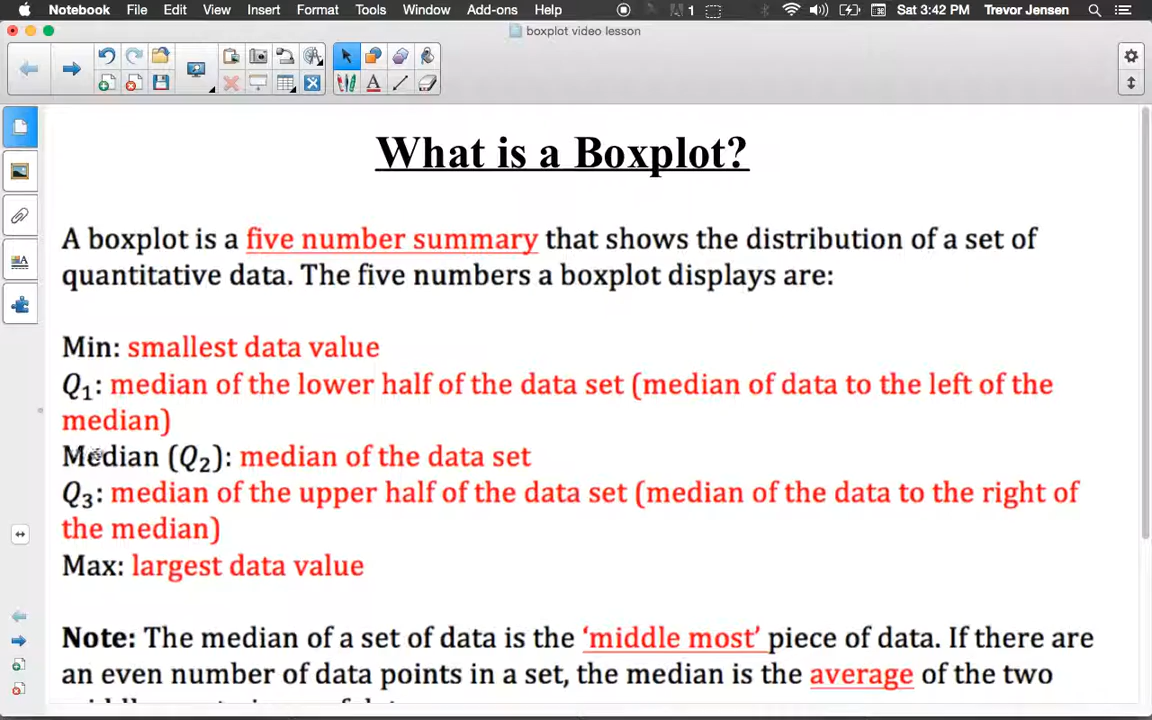 Notebook File Edit View Insert Format Tools Window Add-ons Help 1 Sat 3:42 PM Trevor Jensen
boxplot video lesson
What is a Boxplot?
A boxplot is a five number summary that shows the distribution of a set of
quantitative data. The five numbers a boxplot displays are:
Min: smallest data value
Q₁: median of the lower half of the data set (median of data to the left of the
median)
Median (Q₂): median of the data set
Q₃: median of the upper half of the data set (median of the data to the right of
the median)
Max: largest data value
Note: The median of a set of data is the ‘middle most’ piece of data. If there are
an even number of data points in a set, the median is the average of the two